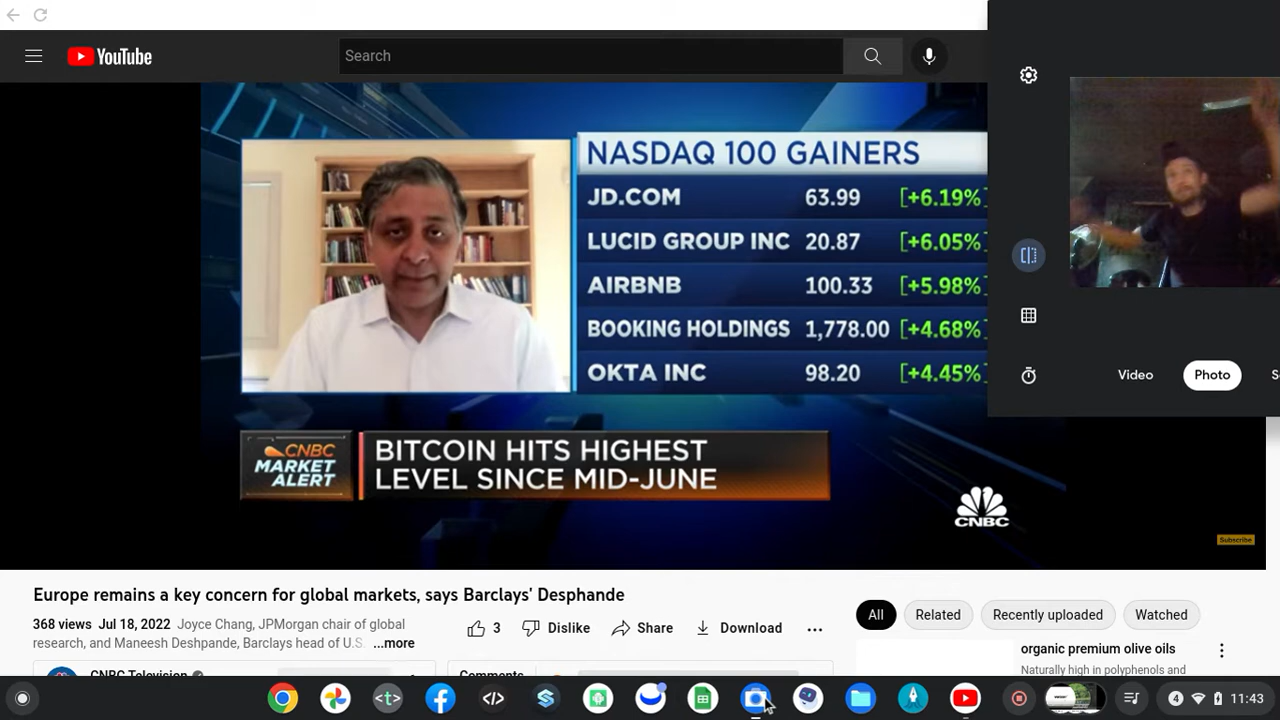 YouTube
Search
NASDAQ 100 GAINERS
JD.COM 63.99 [+6.19%]
LUCID GROUP INC 20.87 [+6.05%]
AIRBNB 100.33 [+5.98%]
BOOKING HOLDINGS 1,778.00 [+4.68%]
OKTA INC 98.20 [+4.45%]
CNBC
MARKET
ALERT
BITCOIN HITS HIGHEST
LEVEL SINCE MID-JUNE
CNBC
Subscribe
Video Photo
Europe remains a key concern for global markets, says Barclays' Desphande
368 views Jul 18, 2022 Joyce Chang, JPMorgan chair of global
research, and Maneesh Deshpande, Barclays head of U.S. ...more
3 Dislike Share Download
CNBC Television
Comments
All Related Recently uploaded Watched
organic premium olive oils
Naturally high in polyphenols and
4 11:43